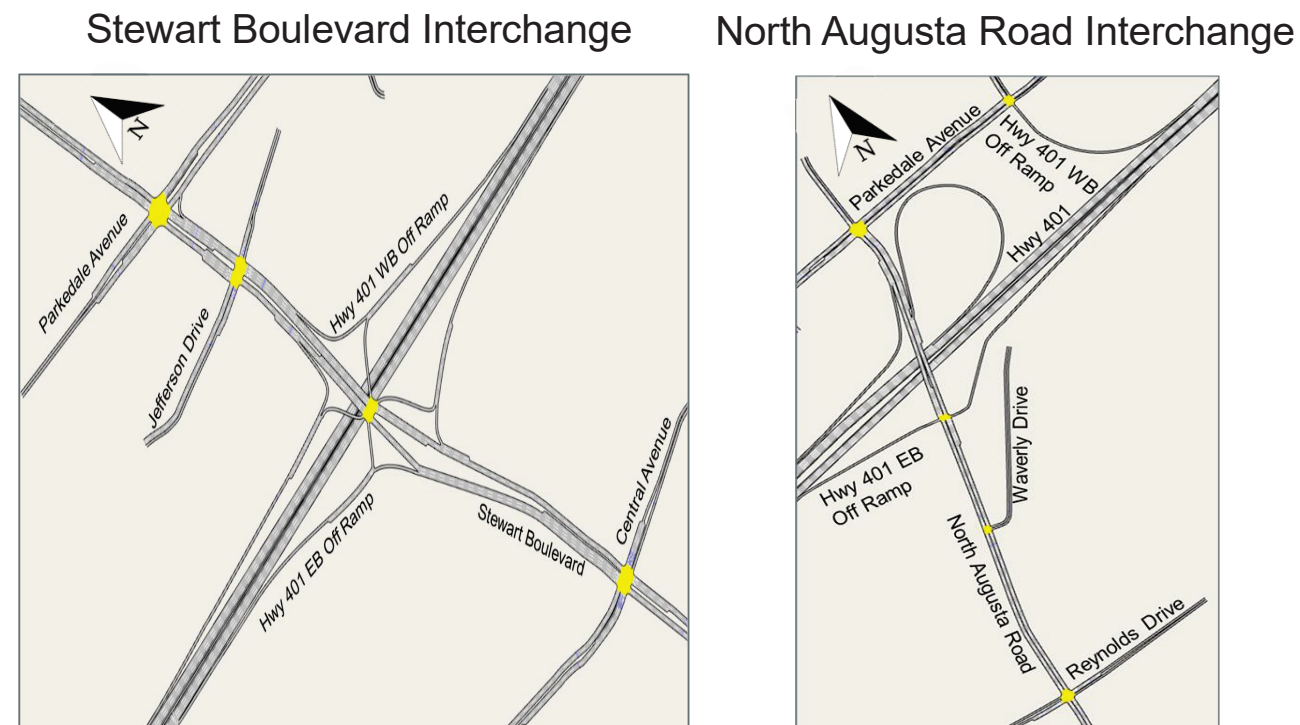 Stewart Boulevard Interchange
N
Parkedale Avenue
Jefferson Drive
Hwy 401 WB Off Ramp
Hwy 401 EB Off Ramp
Stewart Boulevard
Central Avenue
North Augusta Road Interchange
N
Parkedale Avenue
Hwy 401 WB
Off Ramp
Hwy 401
Hwy 401 EB
Off Ramp
Waverly Drive
North Augusta Road
Reynolds Drive